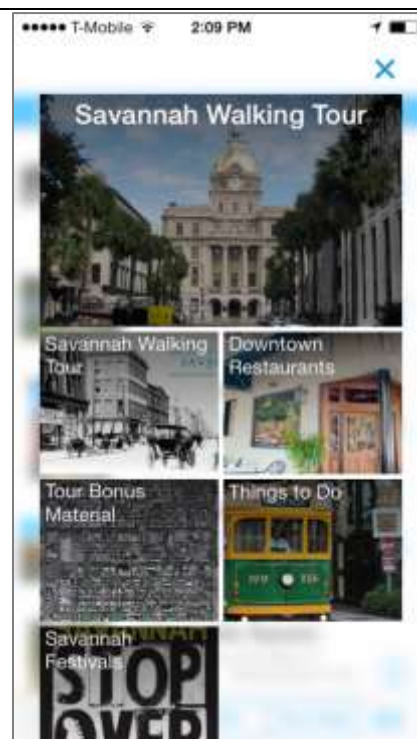 T-Mobile 2:09 PM
Savannah Walking Tour
Savannah Walking
Tour
Downtown
Restaurants
Tour Bonus
Material
Things to Do
Savannah
Festivals
STOP
OVER